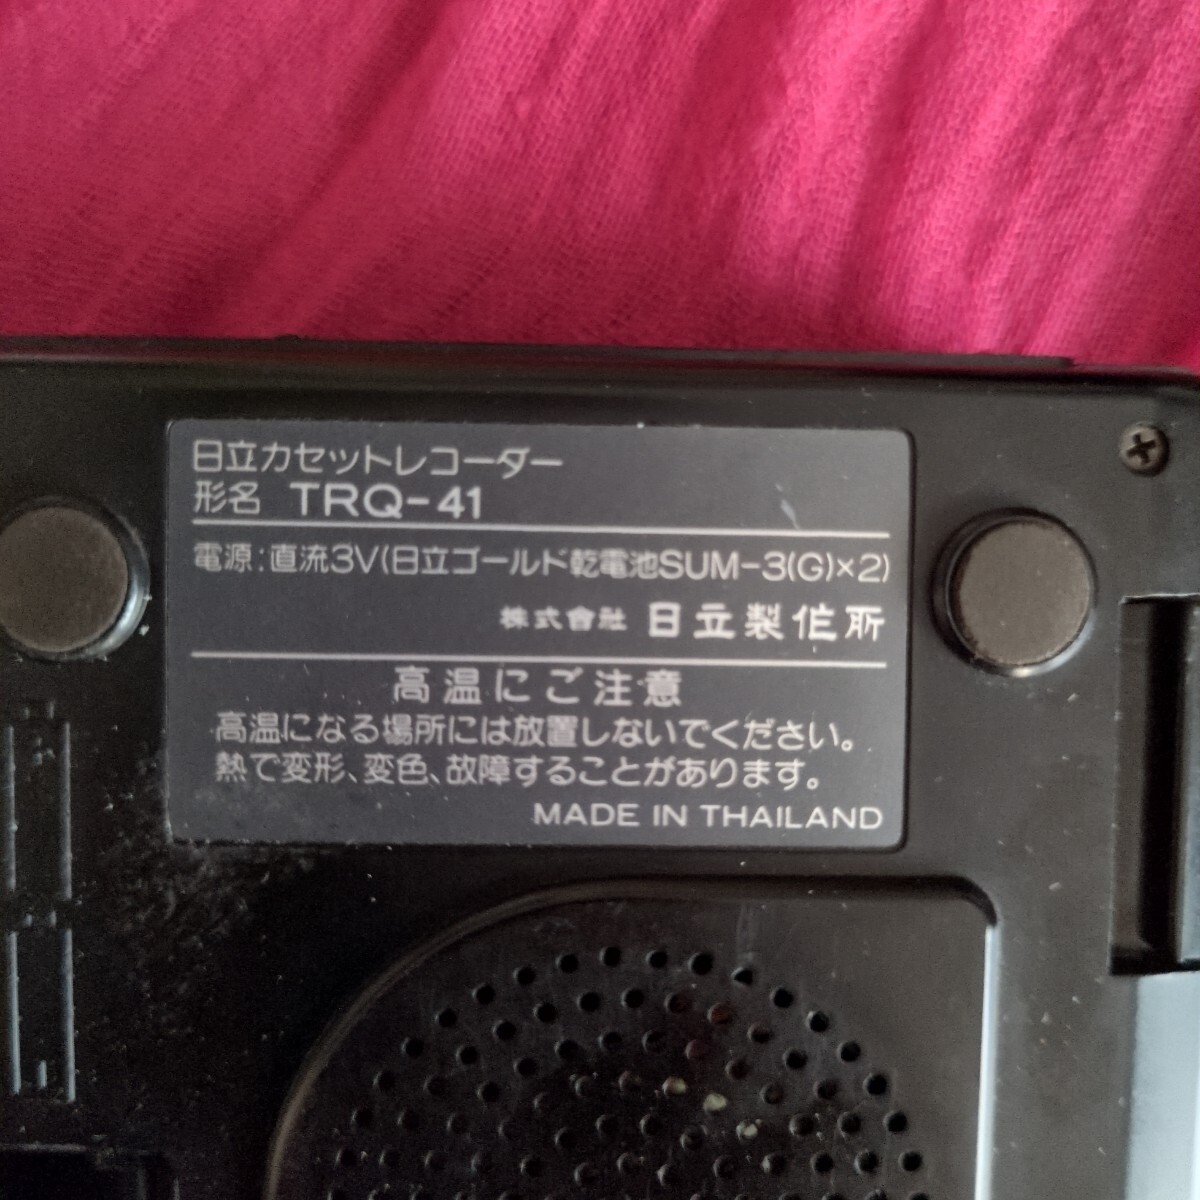 日立カセットレコーダー
形名 TRQ-41
電源:直流3V(日立ゴールド乾電池SUM-3(G)×2)
株式會社 日立製作所
高温にご注意
高温になる場所には放置しないでください。
熱で変形、変色、故障することがあります。
MADE IN THAILAND